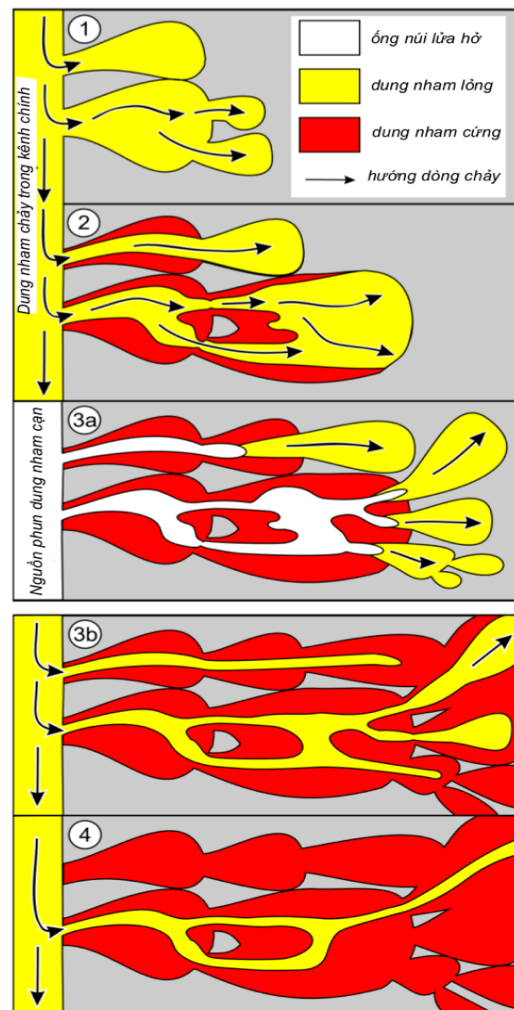 1
ống núi lửa hở
dung nham lỏng
dung nham cứng
hướng dòng chảy
Dung nham chảy trong kênh chính
2
3a
Nguồn phun dung nham cạn
3b
4